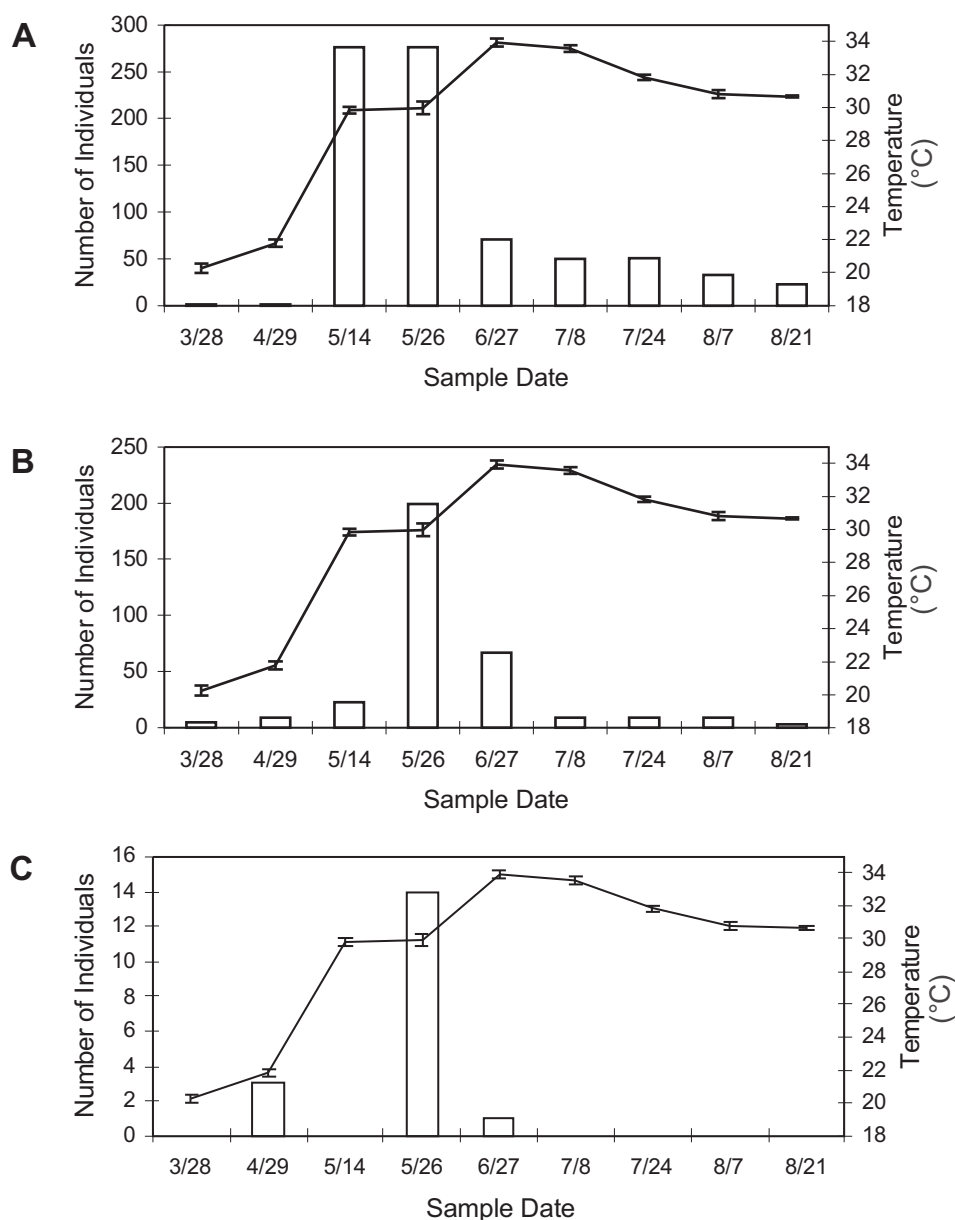 A
Number of Individuals
300
250
200
150
100
50
0
34
32
30
28
26
24
22
20
18
Temperature
(°C)
3/28 4/29 5/14 5/26 6/27 7/8 7/24 8/7 8/21
Sample Date
B
Number of Individuals
250
200
150
100
50
0
34
32
30
28
26
24
22
20
18
Temperature
(°C)
3/28 4/29 5/14 5/26 6/27 7/8 7/24 8/7 8/21
Sample Date
C
Number of Individuals
16
14
12
10
8
6
4
2
0
34
32
30
28
26
24
22
20
18
Temperature
(°C)
3/28 4/29 5/14 5/26 6/27 7/8 7/24 8/7 8/21
Sample Date